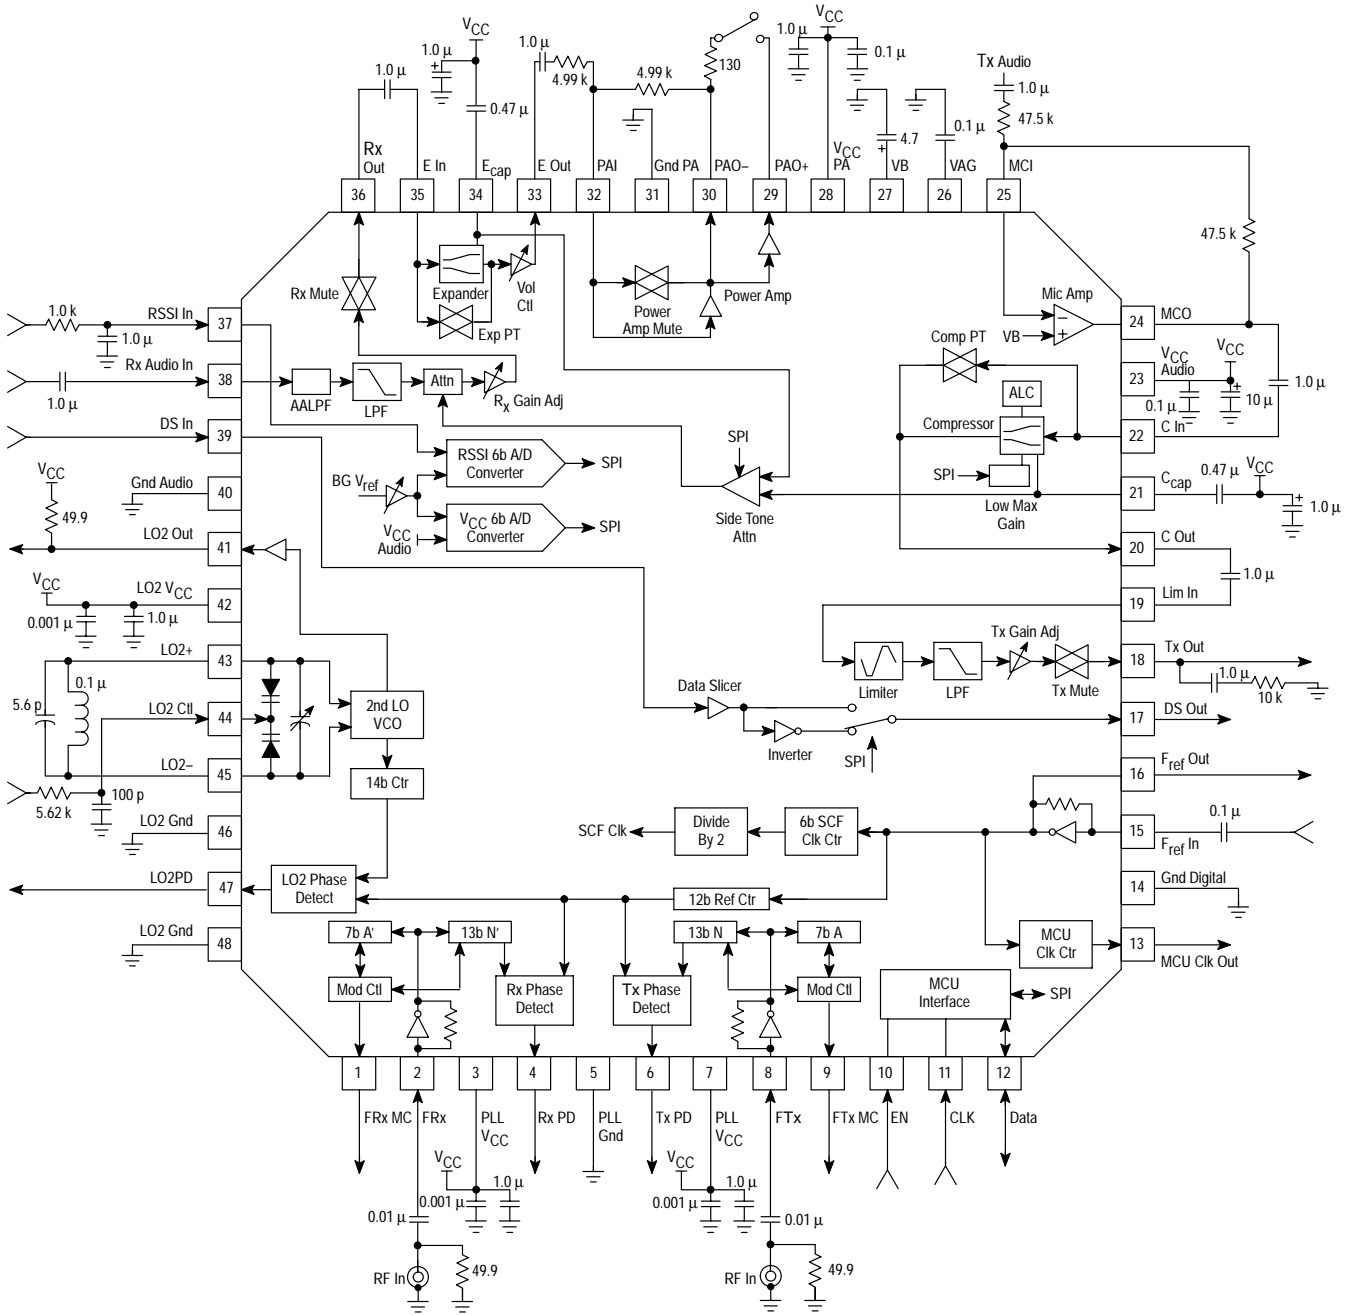 VCC
1.0 µ
1.0 µ
1.0 µ
0.47 µ
4.99 k
4.99 k
130
1.0 µ
VCC
0.1 µ
4.7
0.1 µ
Tx Audio
1.0 µ
47.5 k
Rx Out
E In
Ecap
E Out
PAI
Gnd PA
PAO–
PAO+
VCC PA
VB
VAG
MCI
36
35
34
33
32
31
30
29
28
27
26
25
47.5 k
Rx Mute
Expander
Exp PT
Vol Ctl
Power Amp Mute
Power Amp
Mic Amp
VB
1.0 k
1.0 µ
RSSI In
37
24
MCO
Comp PT
VCC Audio
VCC
23
0.1 µ
10 µ
1.0 µ
Rx Audio In
38
1.0 µ
AALPF
LPF
Attn
Rx Gain Adj
ALC
Compressor
22
C In
DS In
39
RSSI 6b A/D Converter
SPI
SPI
SPI
Low Max Gain
Side Tone Attn
21
Ccap
0.47 µ
VCC
1.0 µ
VCC
Gnd Audio
40
BG Vref
49.9
VCC Audio
VCC 6b A/D Converter
SPI
LO2 Out
41
20
C Out
1.0 µ
VCC
LO2 VCC
42
0.001 µ
1.0 µ
19
Lim In
LO2+
43
Limiter
LPF
Tx Gain Adj
Tx Mute
18
Tx Out
1.0 µ
10 k
5.6 p
0.1 µ
LO2 Ctl
44
2nd LO VCO
Data Slicer
Inverter
SPI
17
DS Out
LO2–
45
14b Ctr
16
Fref Out
5.62 k
100 p
LO2 Gnd
46
SCF Clk
Divide By 2
6b SCF Clk Ctr
15
Fref In
0.1 µ
LO2PD
47
LO2 Phase Detect
12b Ref Ctr
14
Gnd Digital
LO2 Gnd
48
7b A′
13b N′
13b N
7b A
MCU Clk Ctr
13
MCU Clk Out
Mod Ctl
Rx Phase Detect
Tx Phase Detect
Mod Ctl
MCU Interface
SPI
1
2
3
4
5
6
7
8
9
10
11
12
FRx MC
FRx
PLL VCC
Rx PD
PLL Gnd
Tx PD
PLL VCC
FTx
FTx MC
EN
CLK
Data
VCC
0.001 µ
1.0 µ
VCC
0.001 µ
1.0 µ
0.01 µ
0.01 µ
RF In
49.9
RF In
49.9